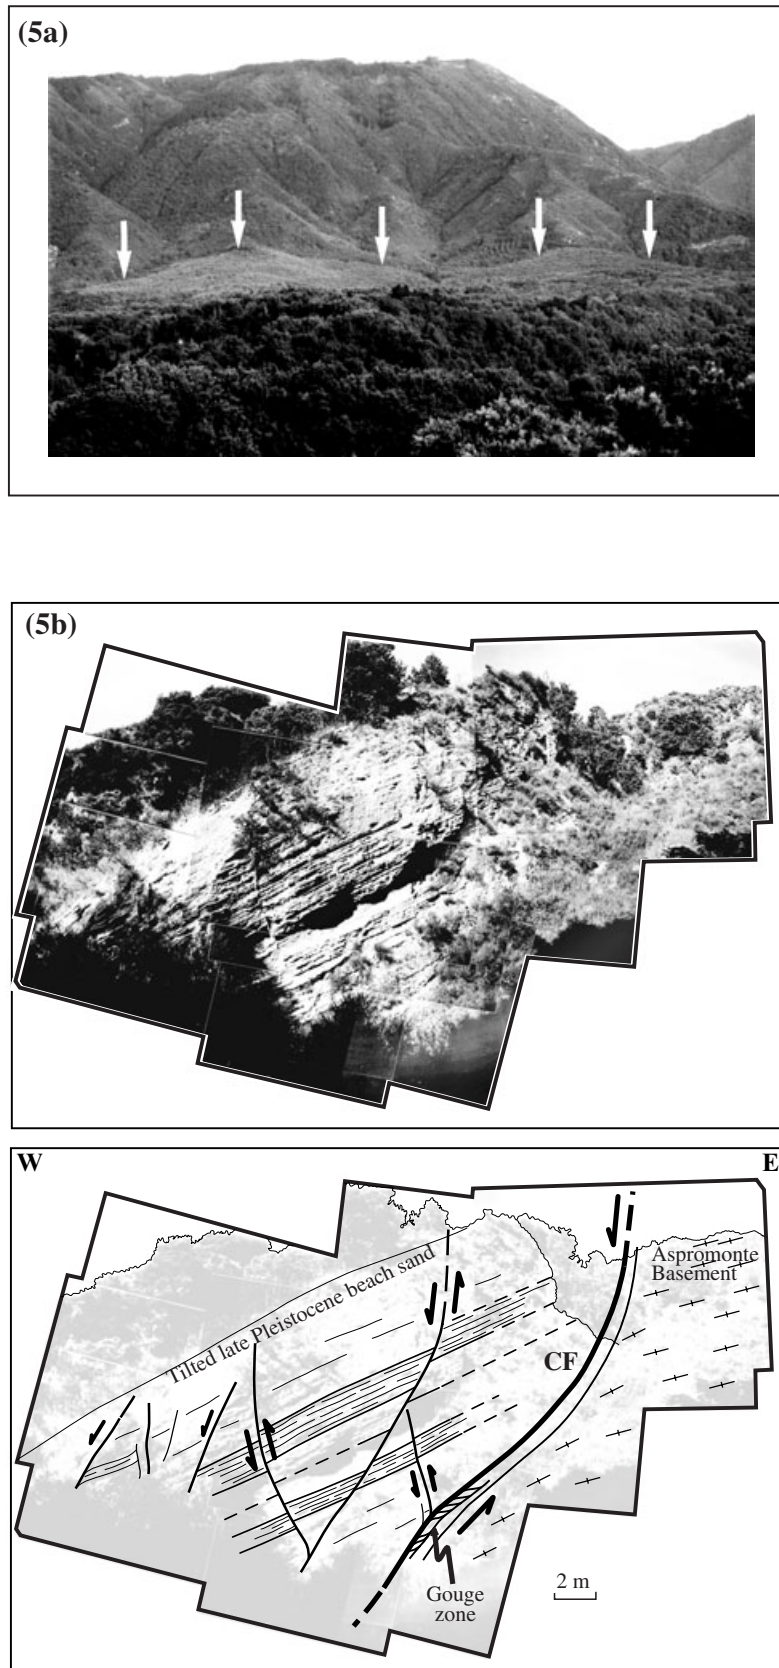 (5a)
(5b)
W
E
Aspromonte
Basement
Tilted late Pleistocene beach sand
CF
Gouge
zone
2 m